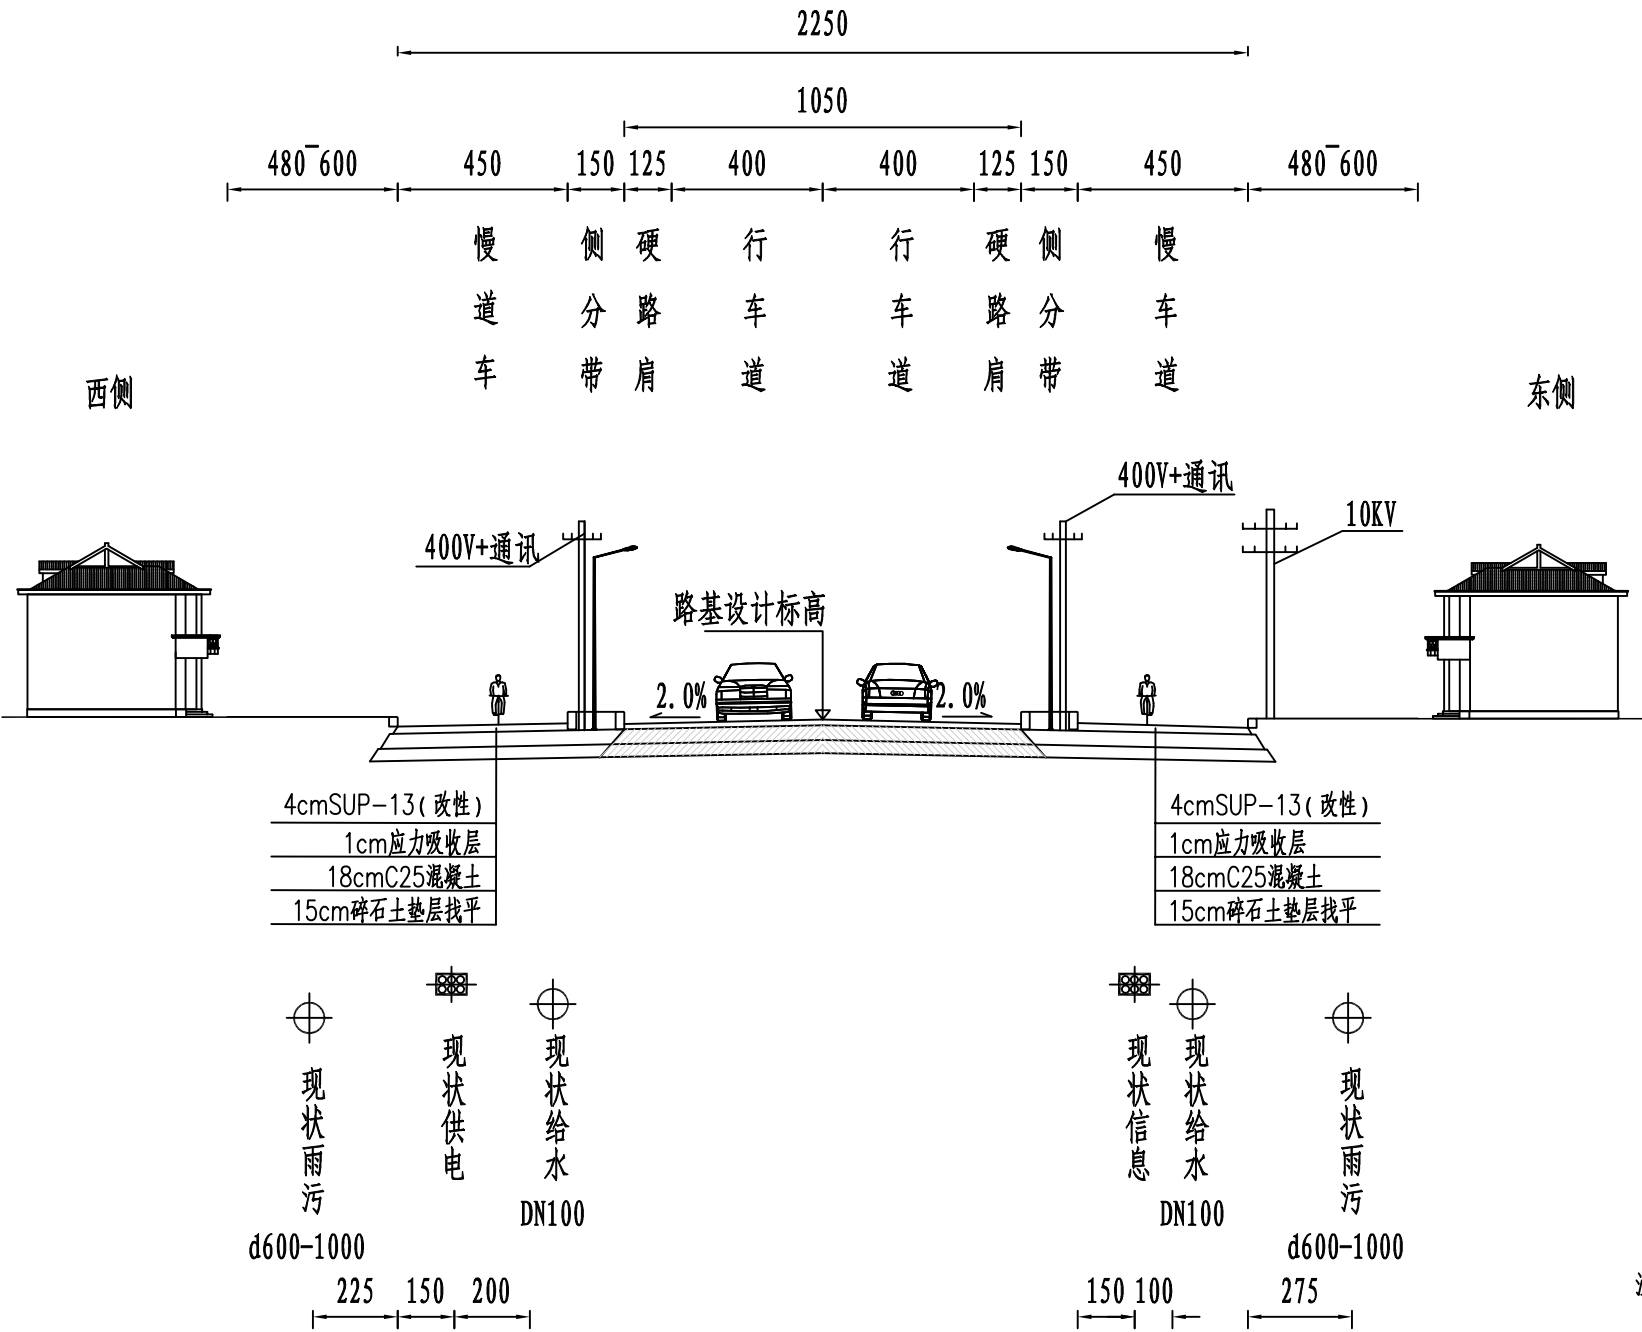 2250
1050
480-600 450 150 125 400 400 125 150 450 480-600
慢道车
侧分带
硬路肩
行车道
行车道
硬路肩
侧分带
慢车道
西侧
东侧
400V+通讯
400V+通讯
10KV
路基设计标高
2.0%
2.0%
4cmSUP-13(改性)
1cm应力吸收层
18cmC25混凝土
15cm碎石土垫层找平
4cmSUP-13(改性)
1cm应力吸收层
18cmC25混凝土
15cm碎石土垫层找平
现状雨污
d600-1000
现状供电
现状给水
DN100
现状信息
现状给水
DN100
现状雨污
d600-1000
225 150 200
150 100 275